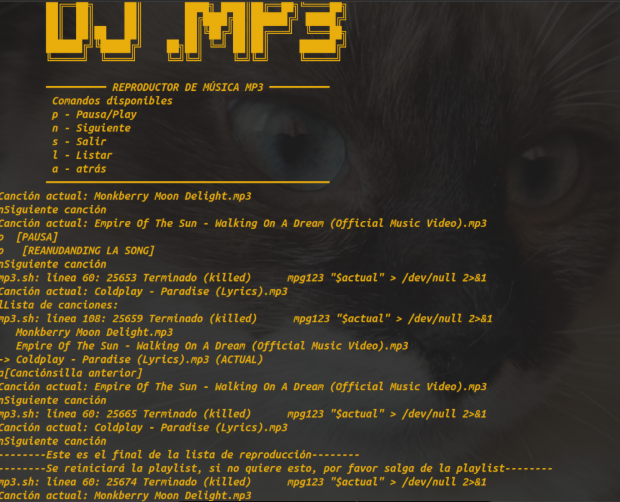 DJ .MP3
REPRODUCTOR DE MÚSICA MP3
Comandos disponibles
p - Pausa/Play
n - Siguiente
s - Salir
l - Listar
a - atrás
Canción actual: Monkberry Moon Delight.mp3
nSiguiente canción
Canción actual: Empire Of The Sun - Walking On A Dream (Official Music Video).mp3
p [PAUSA]
p [REANUDANDING LA SONG]
nSiguiente canción
mp3.sh: línea 60: 25653 Terminado (killed) mpg123 "$actual" > /dev/null 2>&1
Canción actual: Coldplay - Paradise (Lyrics).mp3
lLista de canciones:
mp3.sh: línea 108: 25659 Terminado (killed) mpg123 "$actual" > /dev/null 2>&1
Monkberry Moon Delight.mp3
Empire Of The Sun - Walking On A Dream (Official Music Video).mp3
-> Coldplay - Paradise (Lyrics).mp3 (ACTUAL)
a[Canciónsilla anterior]
Canción actual: Empire Of The Sun - Walking On A Dream (Official Music Video).mp3
nSiguiente canción
mp3.sh: línea 60: 25665 Terminado (killed) mpg123 "$actual" > /dev/null 2>&1
Canción actual: Coldplay - Paradise (Lyrics).mp3
nSiguiente canción
--------Este es el final de la lista de reproducción--------
--------Se reiniciará la playlist, si no quiere esto, por favor salga de la playlist--------
mp3.sh: línea 60: 25674 Terminado (killed) mpg123 "$actual" > /dev/null 2>&1
Canción actual: Monkberry Moon Delight.mp3